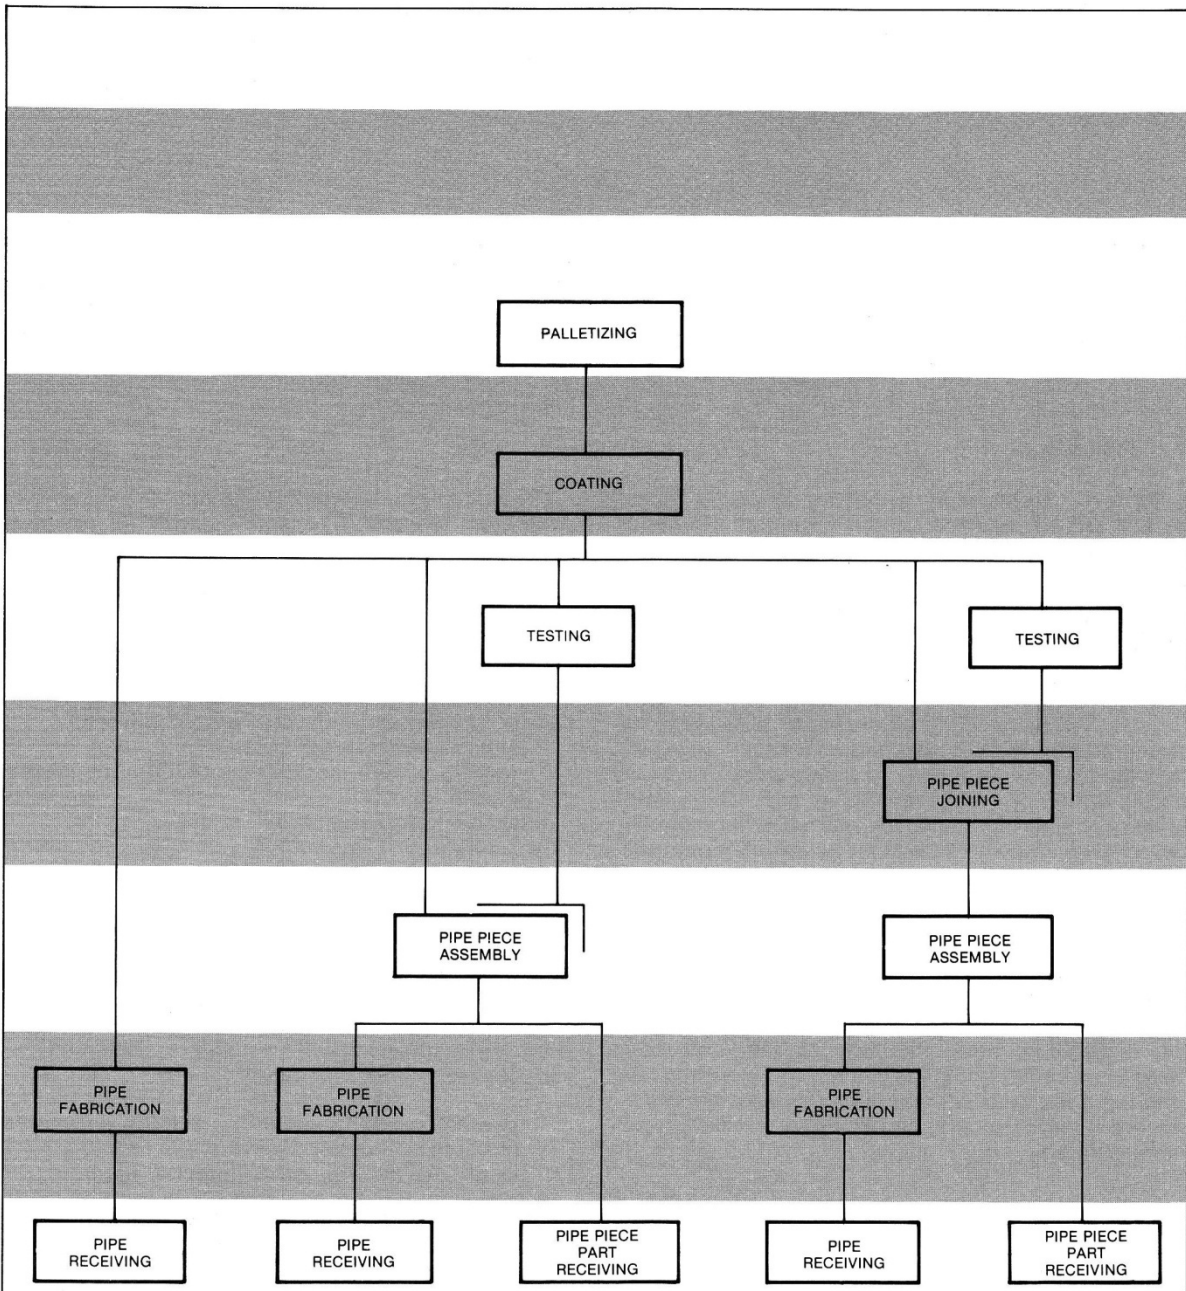 PALLETIZING
COATING
TESTING
TESTING
PIPE PIECE
JOINING
PIPE PIECE
ASSEMBLY
PIPE PIECE
ASSEMBLY
PIPE
FABRICATION
PIPE
FABRICATION
PIPE
FABRICATION
PIPE
RECEIVING
PIPE
RECEIVING
PIPE PIECE
PART
RECEIVING
PIPE
RECEIVING
PIPE PIECE
PART
RECEIVING